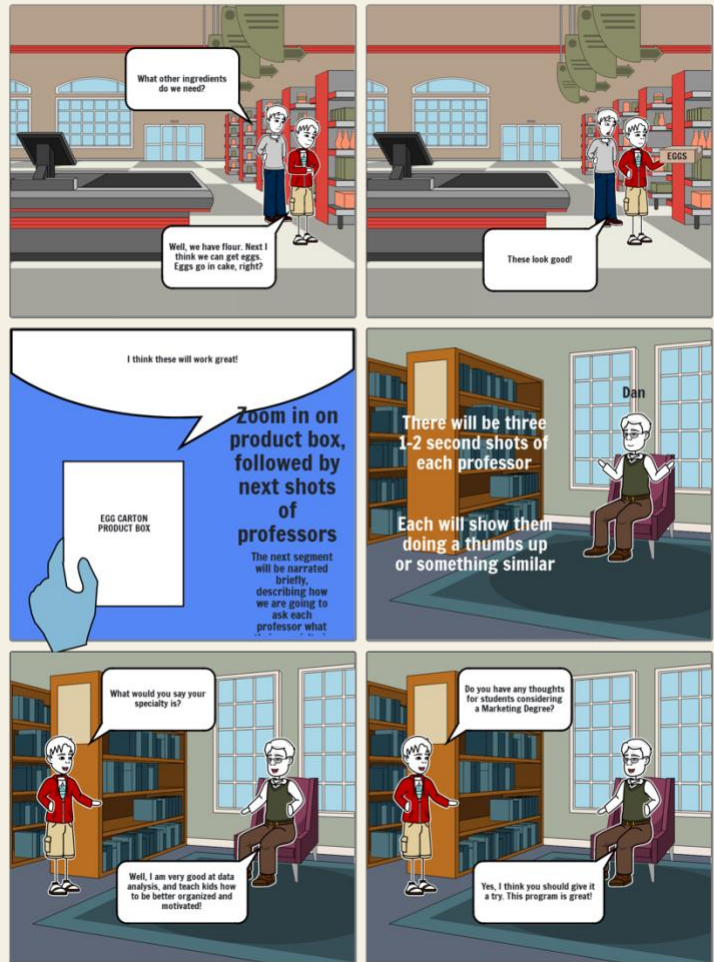 What other ingredients
do we need?
Well, we have flour. Next I
think we can get eggs.
Eggs go in cake, right?
EGGS
These look good!
I think these will work great!
Zoom in on
product box,
followed by
next shots
of
professors
The next segment
will be narrated
briefly,
describing how
we are going to
ask each
professor what
EGG CARTON
PRODUCT BOX
Dan
There will be three
1-2 second shots of
each professor
Each will show them
doing a thumbs up
or something similar
What would you say your
specialty is?
Well, I am very good at data
analysis, and teach kids how
to be better organized and
motivated!
Do you have any thoughts
for students considering
a Marketing Degree?
Yes, I think you should give it
a try. This program is great!